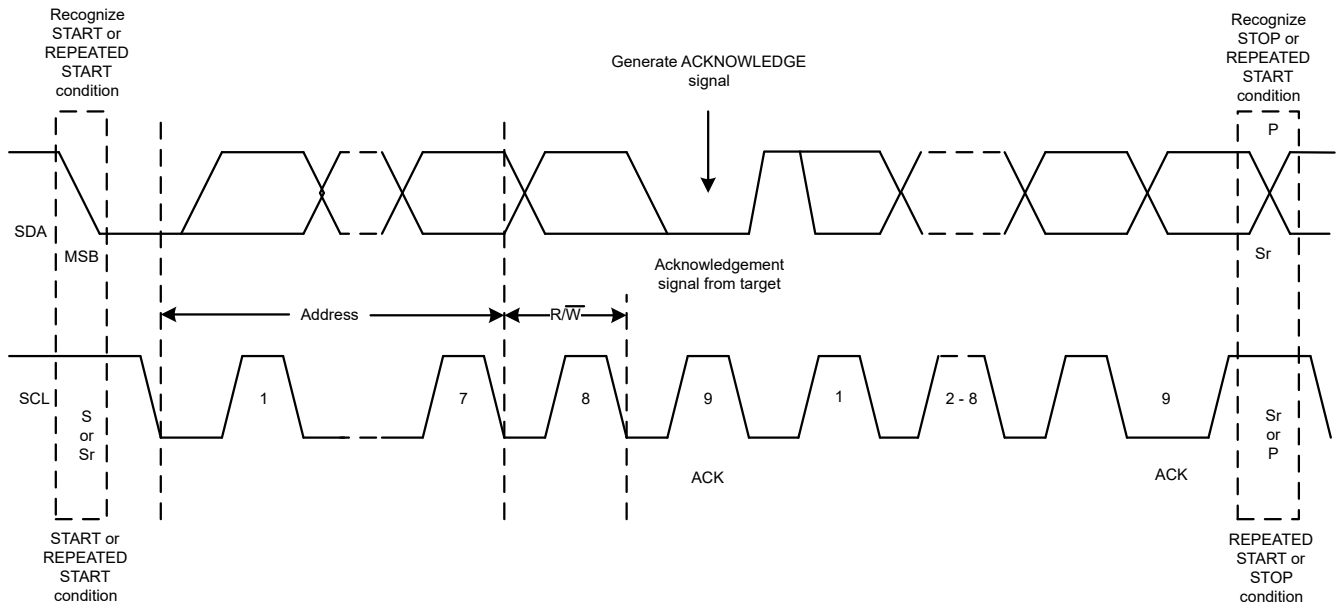 Recognize
START or
REPEATED
START
condition
Generate ACKNOWLEDGE
signal
Recognize
STOP or
REPEATED
START
condition
P
SDA
MSB
Acknowledgement
signal from target
Sr
Address
R/W̅
SCL
S
or
Sr
1
7
8
9
1
2 - 8
9
Sr
or
P
ACK
ACK
START or
REPEATED
START
condition
REPEATED
START or
STOP
condition